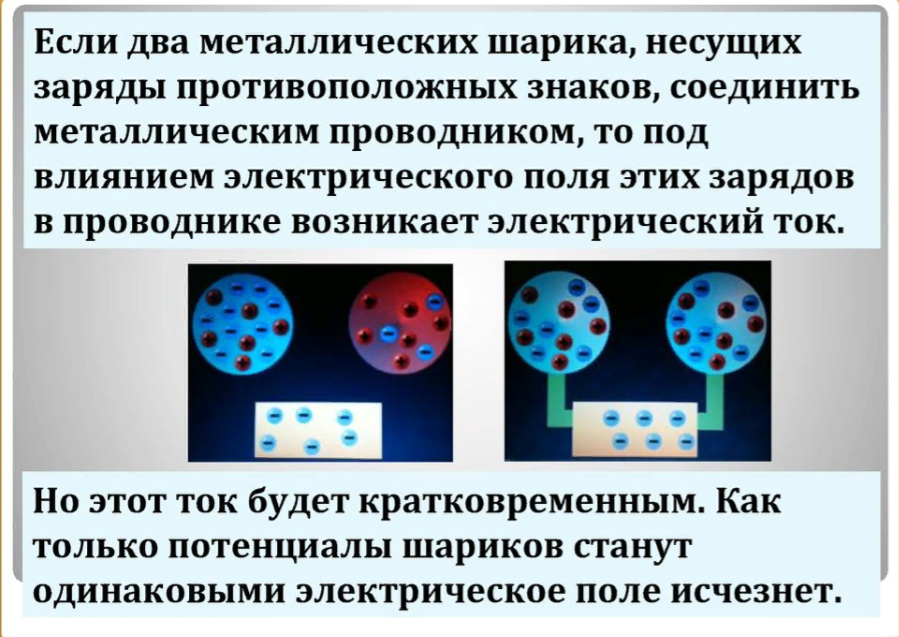 Если два металлических шарика, несущих
заряды противоположных знаков, соединить
металлическим проводником, то под
влиянием электрического поля этих зарядов
в проводнике возникает электрический ток.
Но этот ток будет кратковременным. Как
только потенциалы шариков станут
одинаковыми электрическое поле исчезнет.